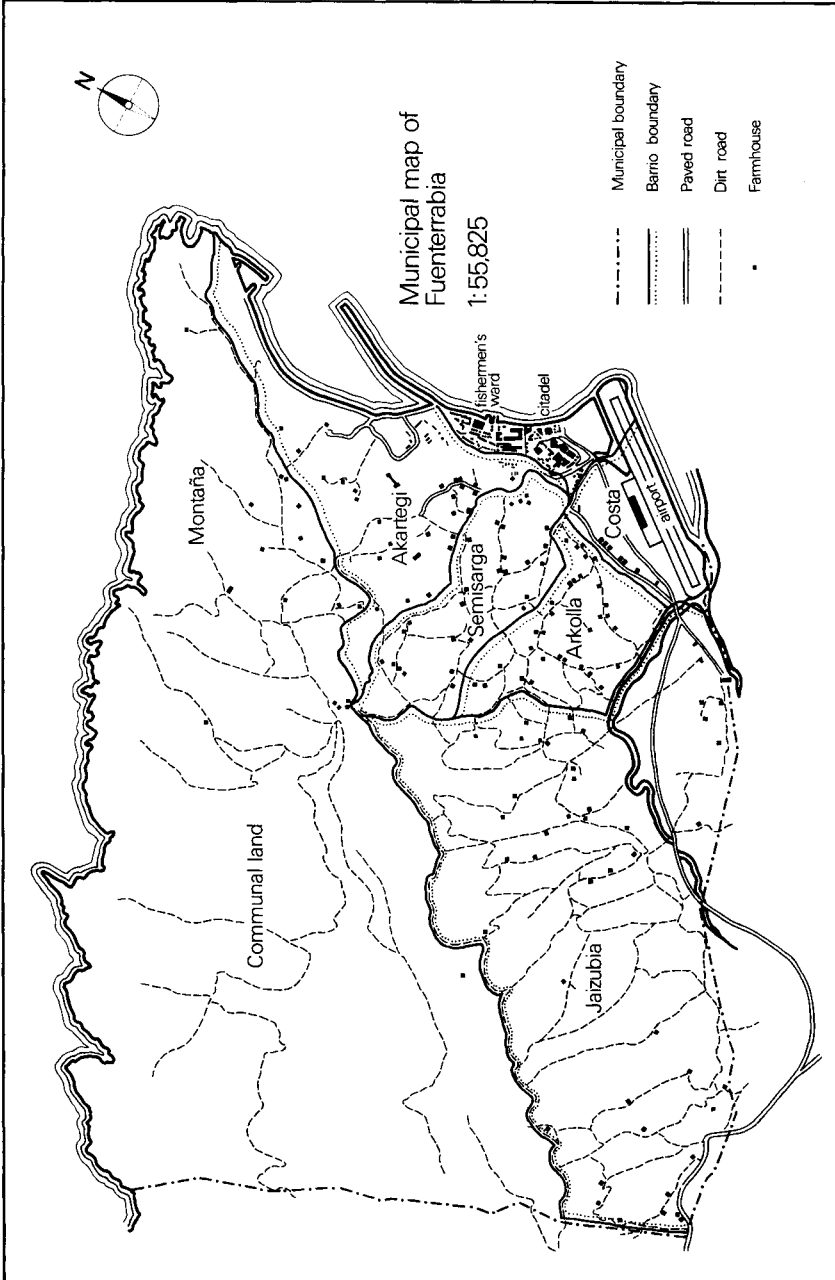 N
Municipal map of
Fuenterrabia
1:55,825
Municipal boundary
Barrio boundary
Paved road
Dirt road
Farmhouse
Montaña
Communal land
Akartegi
Semisarga
Arkolla
Costa
Jaizubia
fishermen's
ward
citadel
airport